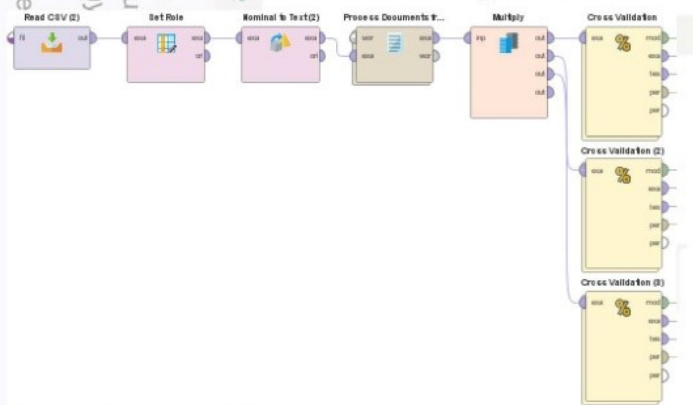 Read CSV (2)
Set Role
Nominal to Text (2)
Process Documents fr...
Multiply
Cross Validation
fil
out
exa
exa
ori
exa
exa
ori
wor
exa
exa
wor
inp
out
out
out
out
exa
mod
exa
tes
per
per
Cross Validation (2)
exa
mod
exa
tes
per
per
Cross Validation (3)
exa
mod
exa
tes
per
per